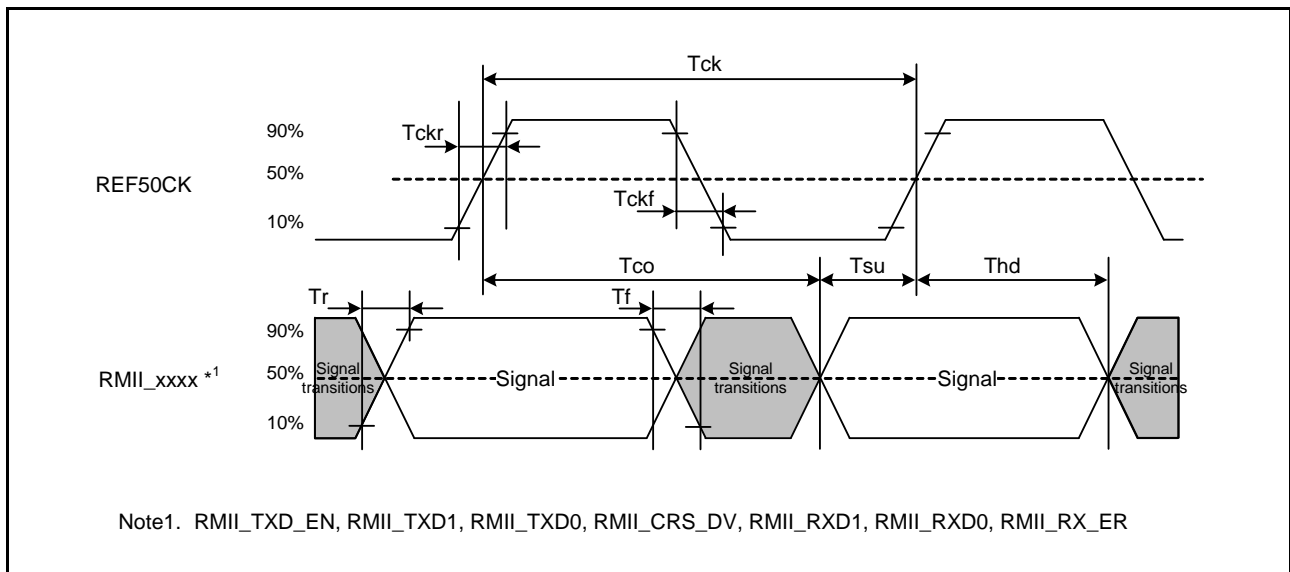 Tck
90%
Tckr
REF50CK
50%
Tckf
10%
Tco
Tsu
Thd
Tr
Tf
90%
RMII_xxxx *1
50%
Signal transitions
Signal
Signal transitions
Signal
Signal transitions
10%
Note1. RMII_TXD_EN, RMII_TXD1, RMII_TXD0, RMII_CRS_DV, RMII_RXD1, RMII_RXD0, RMII_RX_ER